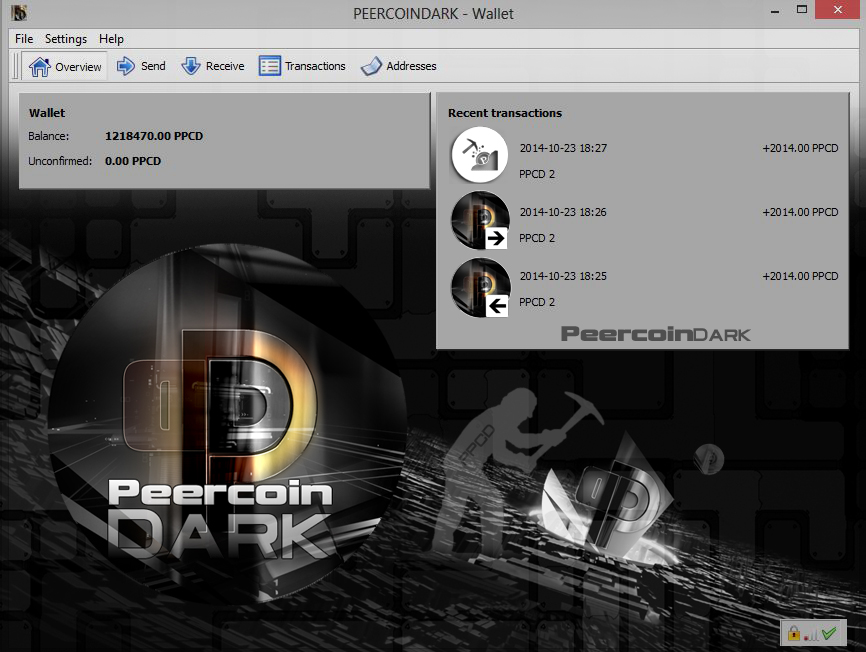 PEERCOINDARK - Wallet
File Settings Help
Overview Send Receive Transactions Addresses
Wallet
Balance: 1218470.00 PPCD
Unconfirmed: 0.00 PPCD
Recent transactions
2014-10-23 18:27 +2014.00 PPCD
PPCD 2
2014-10-23 18:26 +2014.00 PPCD
PPCD 2
2014-10-23 18:25 +2014.00 PPCD
PPCD 2
PeercoinDARK
Peercoin
DARK
PPCD